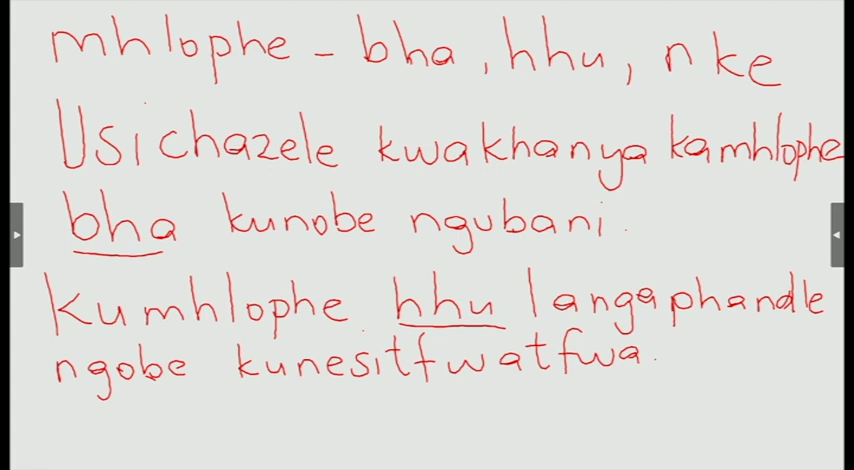 mhlophe - bha, hhu, nke
Usichazele kwakhanya kamhlophe
bha kunobe ngubani.
Kumhlophe hhu langaphandle
ngobe kunesitfwatfwa.